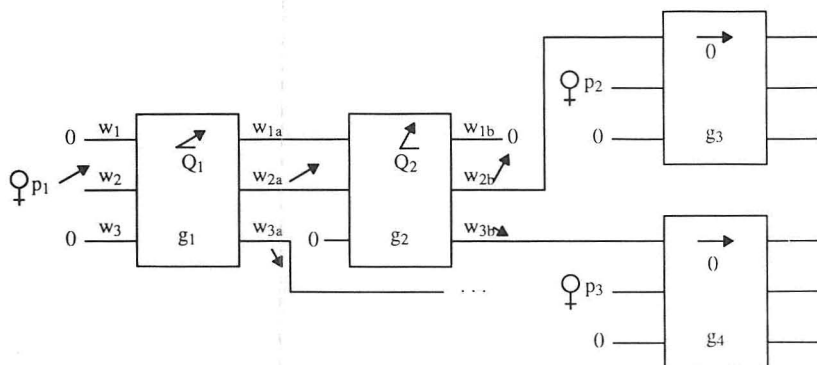 0
p₂
0
g₃
0 w₁ Q₁ w₁ₐ Q₂ w₁b 0
p₁ w₂ w₂ₐ w₂b
0 w₃ g₁ w₃ₐ 0 g₂ w₃b
0
p₃
...
0 g₄